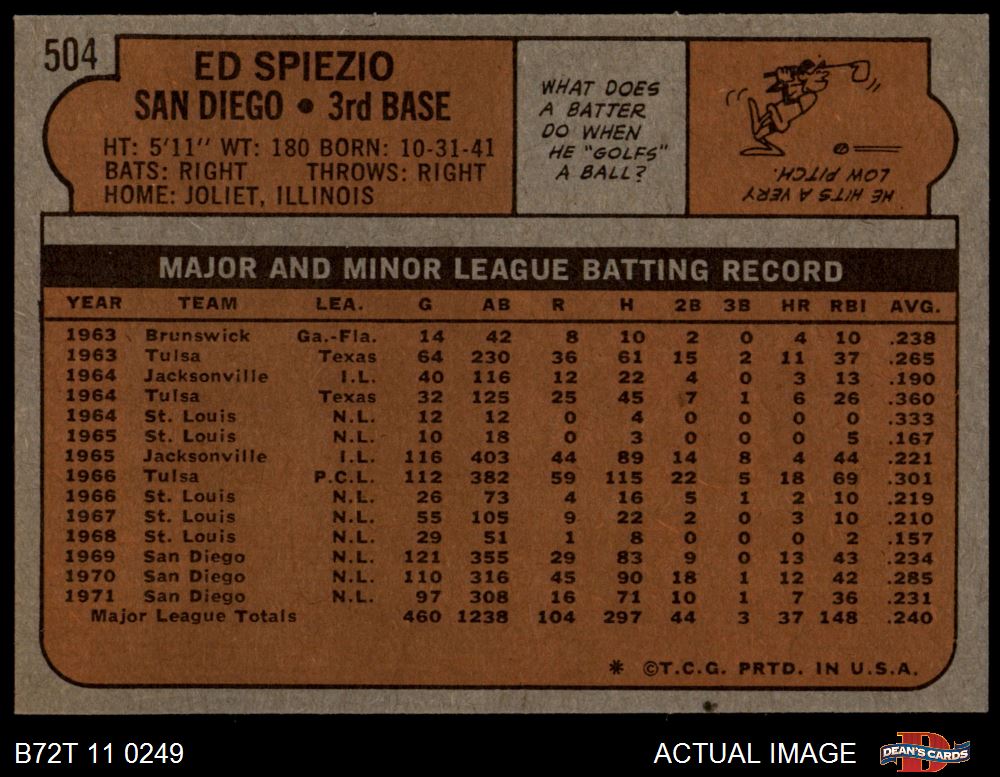 504
ED SPIEZIO
SAN DIEGO • 3rd BASE
HT: 5'11" WT: 180 BORN: 10-31-41
BATS: RIGHT THROWS: RIGHT
HOME: JOLIET, ILLINOIS
WHAT DOES
A BATTER
DO WHEN
HE "GOLFS"
A BALL?
HE HITS A VERY
LOW PITCH.
MAJOR AND MINOR LEAGUE BATTING RECORD
YEAR TEAM LEA. G AB R H 2B 3B HR RBI AVG.
1963 Brunswick Ga.-Fla. 14 42 8 10 2 0 4 10 .238
1963 Tulsa Texas 64 230 36 61 15 2 11 37 .265
1964 Jacksonville I.L. 40 116 12 22 4 0 3 13 .190
1964 Tulsa Texas 32 125 25 45 7 1 6 26 .360
1964 St. Louis N.L. 12 12 0 4 0 0 0 0 .333
1965 St. Louis N.L. 10 18 0 3 0 0 0 5 .167
1965 Jacksonville I.L. 116 403 44 89 14 8 4 44 .221
1966 Tulsa P.C.L. 112 382 59 115 22 5 18 69 .301
1966 St. Louis N.L. 26 73 4 16 5 1 2 10 .219
1967 St. Louis N.L. 55 105 9 22 2 0 3 10 .210
1968 St. Louis N.L. 29 51 1 8 0 0 0 2 .157
1969 San Diego N.L. 121 355 29 83 9 0 13 43 .234
1970 San Diego N.L. 110 316 45 90 18 1 12 42 .285
1971 San Diego N.L. 97 308 16 71 10 1 7 36 .231
Major League Totals 460 1238 104 297 44 3 37 148 .240
* ©T.C.G. PRTD. IN U.S.A.
B72T 11 0249
ACTUAL IMAGE
D
DEAN'S CARDS